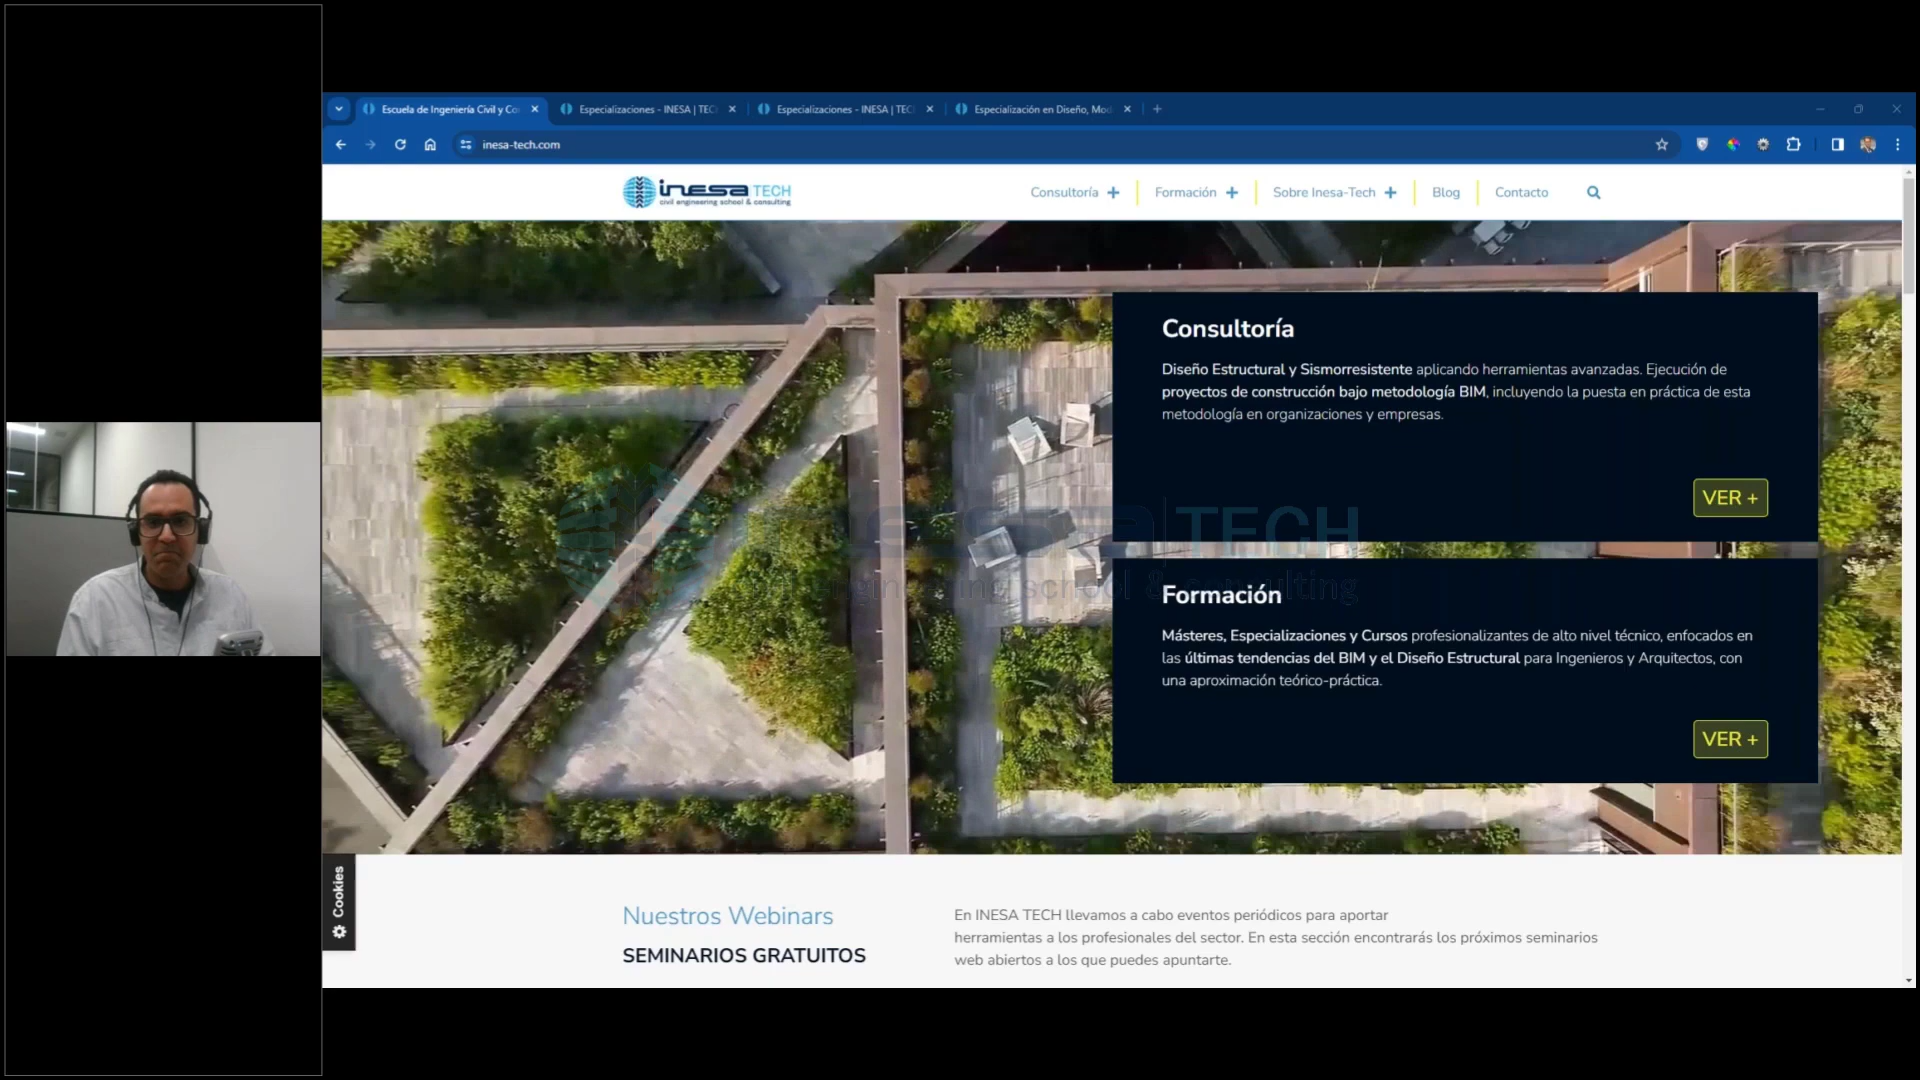 Escuela de Ingeniería Civil y Co
Especializaciones - INESA | TEC
Especializaciones - INESA | TEC
Especialización en Diseño, Mod
inesa-tech.com
inesa TECH
civil engineering school & consulting
Consultoría
Formación
Sobre Inesa-Tech
Blog
Contacto
Consultoría
Diseño Estructural y Sismorresistente aplicando herramientas avanzadas. Ejecución de
proyectos de construcción bajo metodología BIM, incluyendo la puesta en práctica de esta
metodología en organizaciones y empresas.
VER +
inesa TECH
civil engineering school & consulting
Formación
Másteres, Especializaciones y Cursos profesionalizantes de alto nivel técnico, enfocados en
las últimas tendencias del BIM y el Diseño Estructural para Ingenieros y Arquitectos, con
una aproximación teórico-práctica.
VER +
Cookies
Nuestros Webinars
SEMINARIOS GRATUITOS
En INESA TECH llevamos a cabo eventos periódicos para aportar
herramientas a los profesionales del sector. En esta sección encontrarás los próximos seminarios
web abiertos a los que puedes apuntarte.